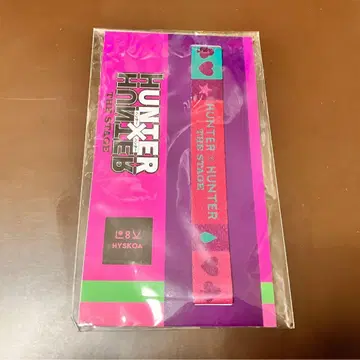 HUNTER
×
HUNTER
THE STAGE
HYSKOA
HUNTER × HUNTER
THE STAGE